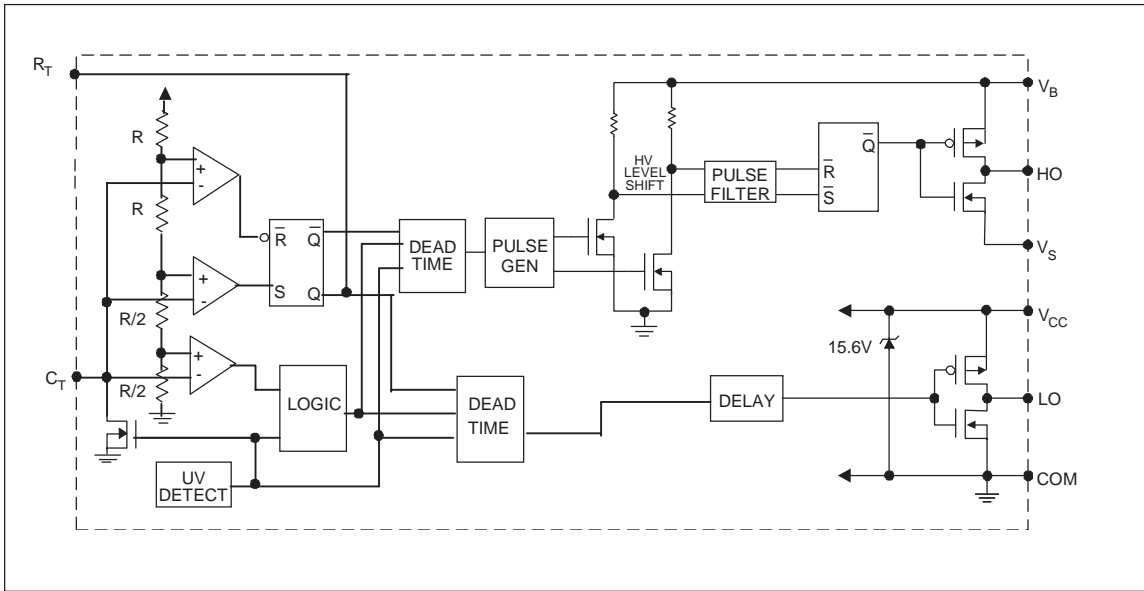 R_T
V_B
R
HV
LEVEL
SHIFT
PULSE
FILTER
R̅
S̅
Q̅
HO
R
R̅
Q̅
S
Q
DEAD
TIME
PULSE
GEN
V_S
+
-
+
-
R/2
V_CC
15.6V
+
-
C_T
R/2
LOGIC
DEAD
TIME
DELAY
LO
UV
DETECT
COM